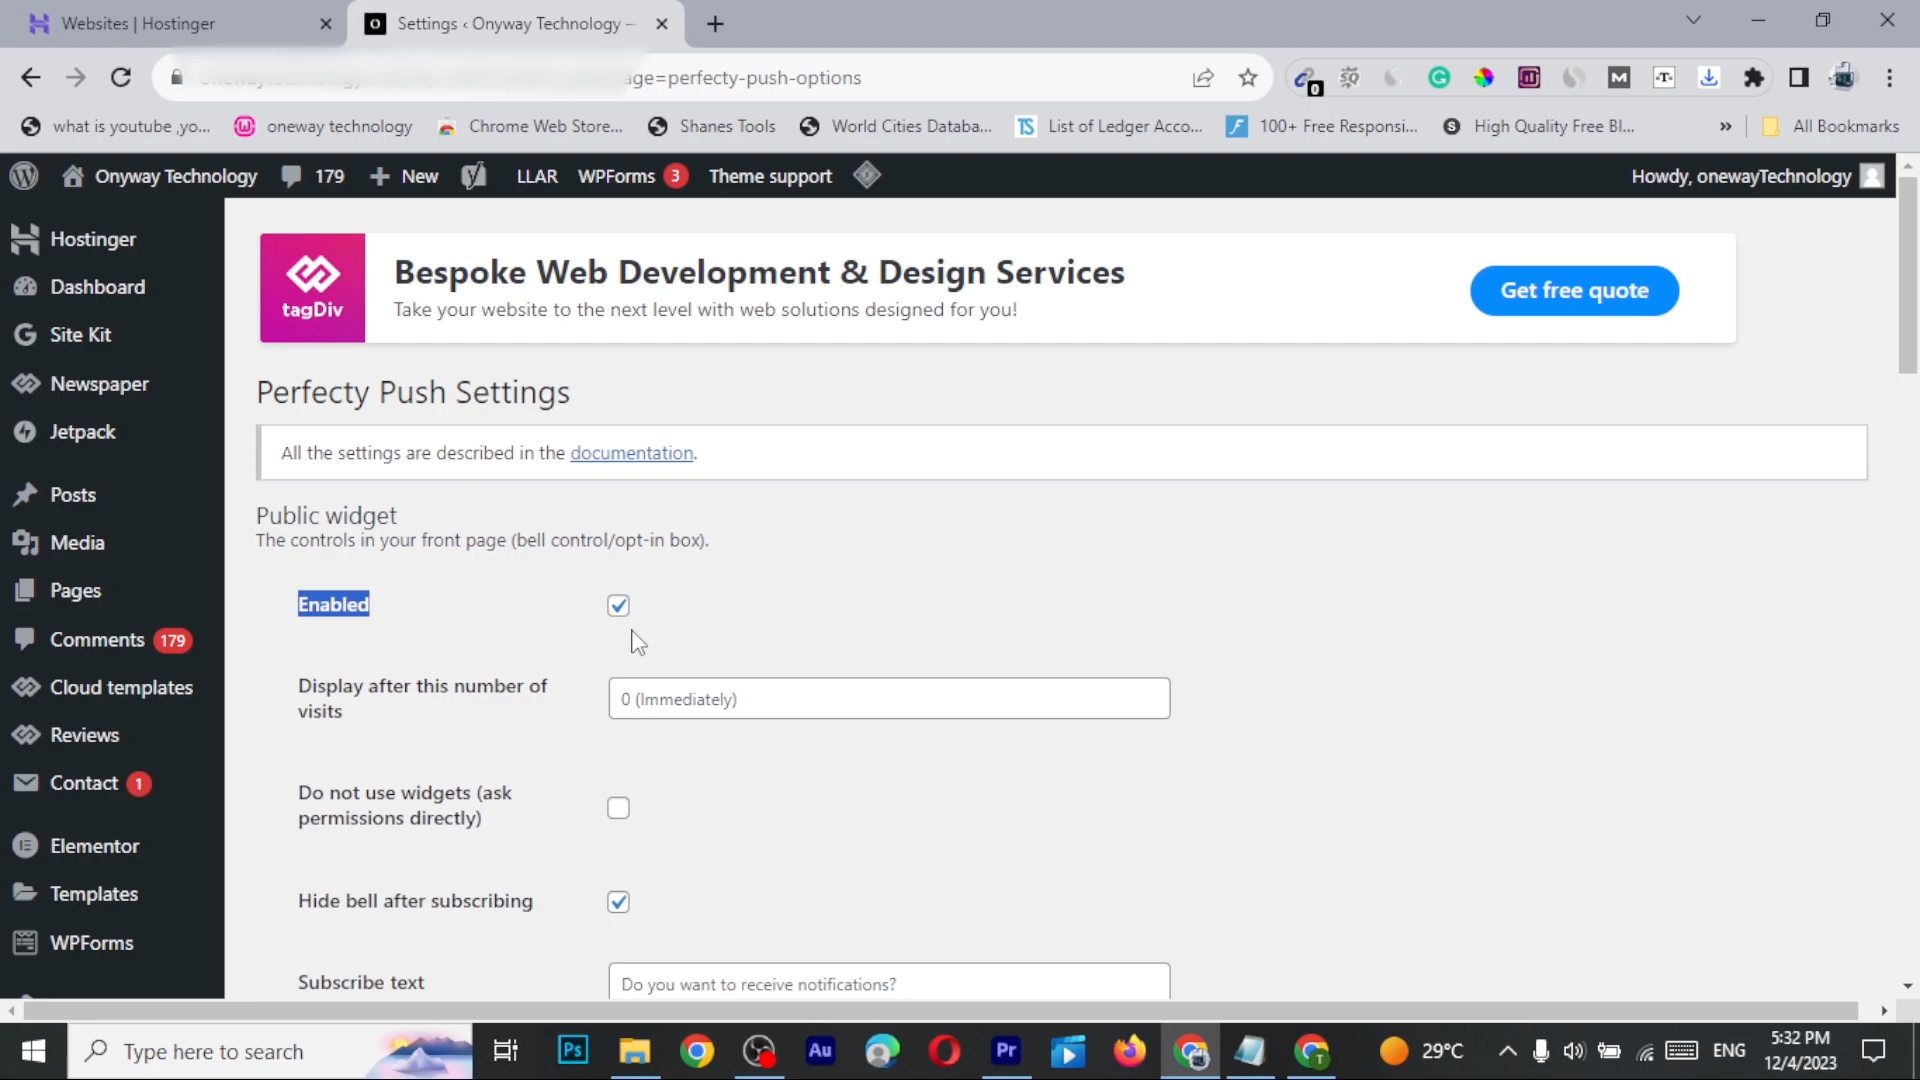 Websites | Hostinger
Settings ‹ Onyway Technology —
age=perfecty-push-options
0
SQ
G
M
-T-
what is youtube ,yo...
oneway technology
Chrome Web Store...
Shanes Tools
World Cities Databa...
TS List of Ledger Acco...
100+ Free Responsi...
High Quality Free Bl...
»
All Bookmarks
Onyway Technology
179
New
LLAR
WPForms 3
Theme support
Howdy, onewayTechnology
Hostinger
Dashboard
Site Kit
Newspaper
Jetpack
Posts
Media
Pages
Comments 179
Cloud templates
Reviews
Contact 1
Elementor
Templates
WPForms
tagDiv
Bespoke Web Development & Design Services
Take your website to the next level with web solutions designed for you!
Get free quote
Perfecty Push Settings
All the settings are described in the documentation.
Public widget
The controls in your front page (bell control/opt-in box).
Enabled
Display after this number of
visits
0 (Immediately)
Do not use widgets (ask
permissions directly)
Hide bell after subscribing
Subscribe text
Do you want to receive notifications?
Type here to search
Ps
Au
Pr
T
29°C
ENG
5:32 PM
12/4/2023